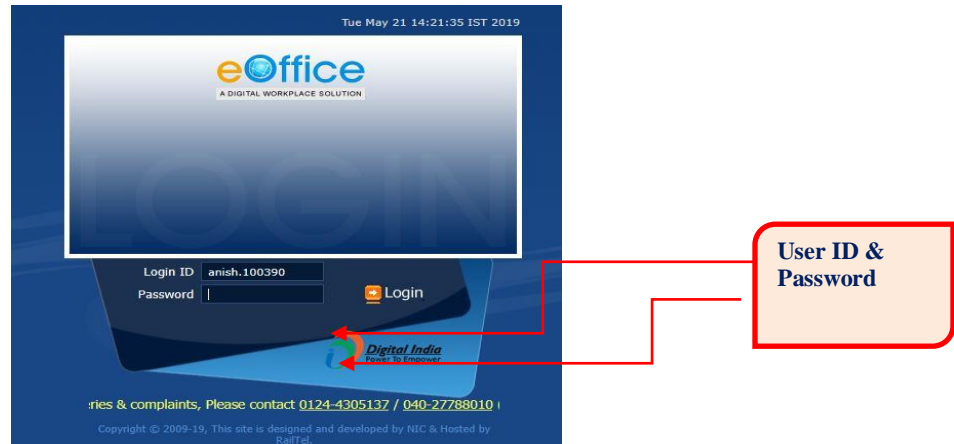 Tue May 21 14:21:35 IST 2019
eOffice
A DIGITAL WORKPLACE SOLUTION
LOGIN
Login ID anish.100390
Password
Login
User ID &
Password
Digital India
Power To Empower
ries & complaints, Please contact 0124-4305137 / 040-27788010 (
Copyright © 2009-19, This site is designed and developed by NIC & Hosted by
RailTel.